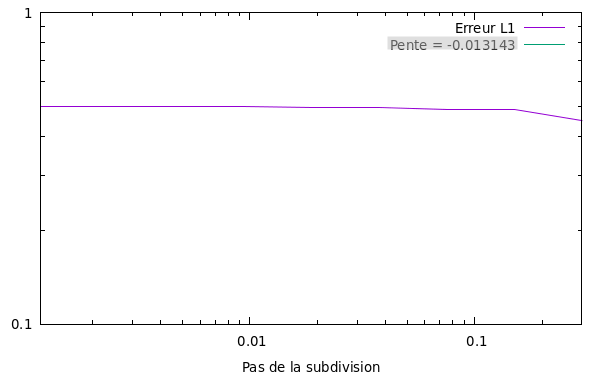 1
Erreur L1
Pente = -0.013143
0.1
0.01
0.1
Pas de la subdivision